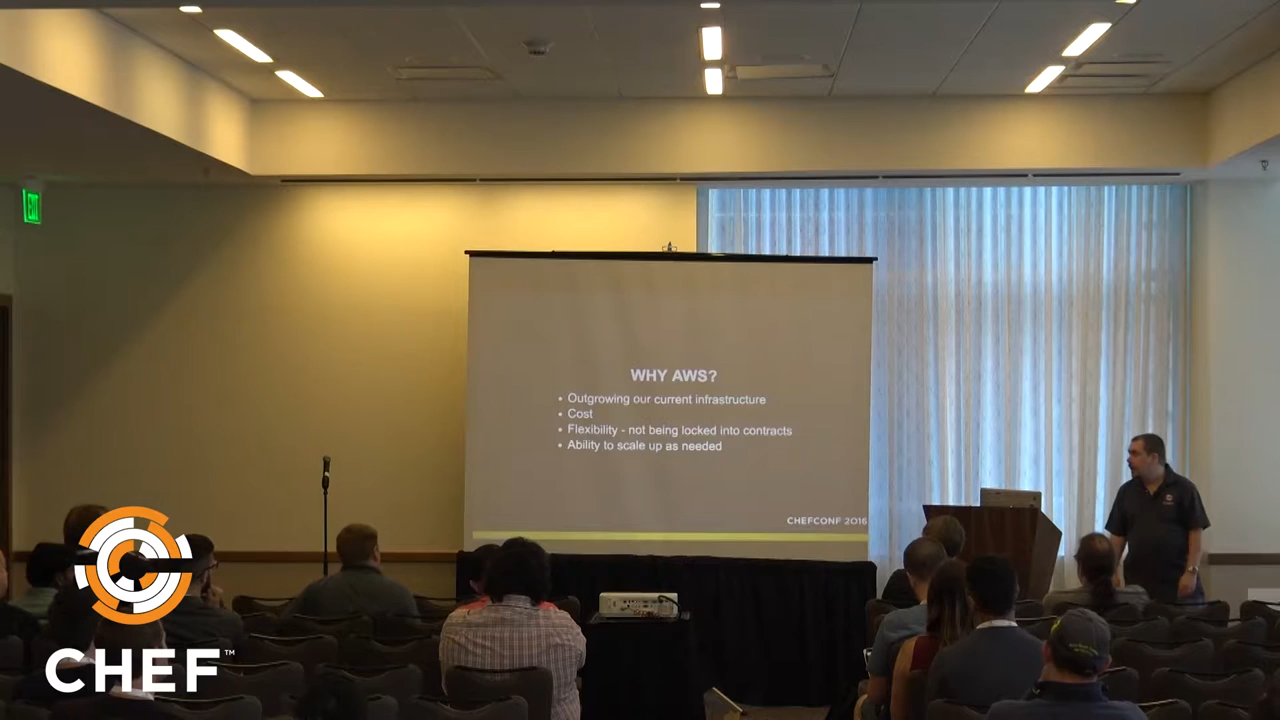 EXIT
WHY AWS?
• Outgrowing our current infrastructure
• Cost
• Flexibility - not being locked into contracts
• Ability to scale up as needed
CHEFCONF 2016
CHEF™